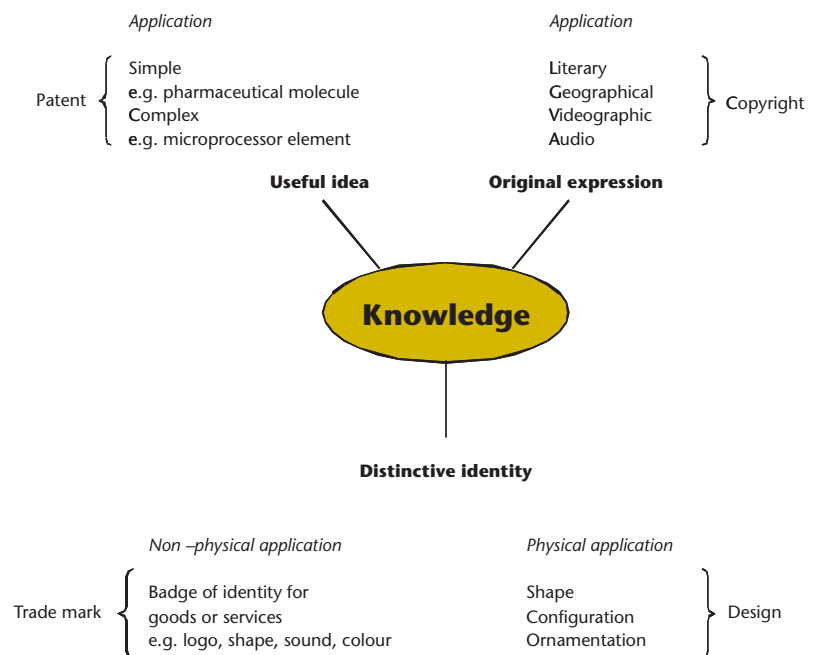 Application
Simple
e.g. pharmaceutical molecule
Complex
e.g. microprocessor element
Patent
Application
Literary
Geographical
Videographic
Audio
Copyright
Useful idea
Original expression
Knowledge
Distinctive identity
Non –physical application
Trade mark
Badge of identity for
goods or services
e.g. logo, shape, sound, colour
Physical application
Shape
Configuration
Ornamentation
Design